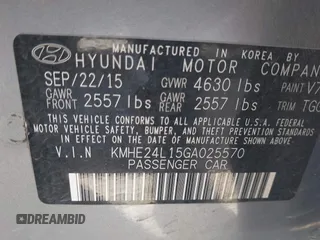 MANUFACTURED IN KOREA BY
HYUNDAI MOTOR COMPAN
SEP/22/15 GVWR 4630 lbs PAINT V7
GAWR FRONT 2557 lbs GAWR REAR 2557 lbs TRIM TGG
THIS VEHICLE CONFORMS TO ALL APPLICABLE
FEDERAL MOTOR VEHICLE SAFETY,
BUMPER, AND THEFT PREVENTION STANDARDS
IN EFFECT ON THE DATE OF
MANUFACTURE SHOWN ABOVE.
V.I.N KMHE24L15GA025570
PASSENGER CAR
DREAMBID